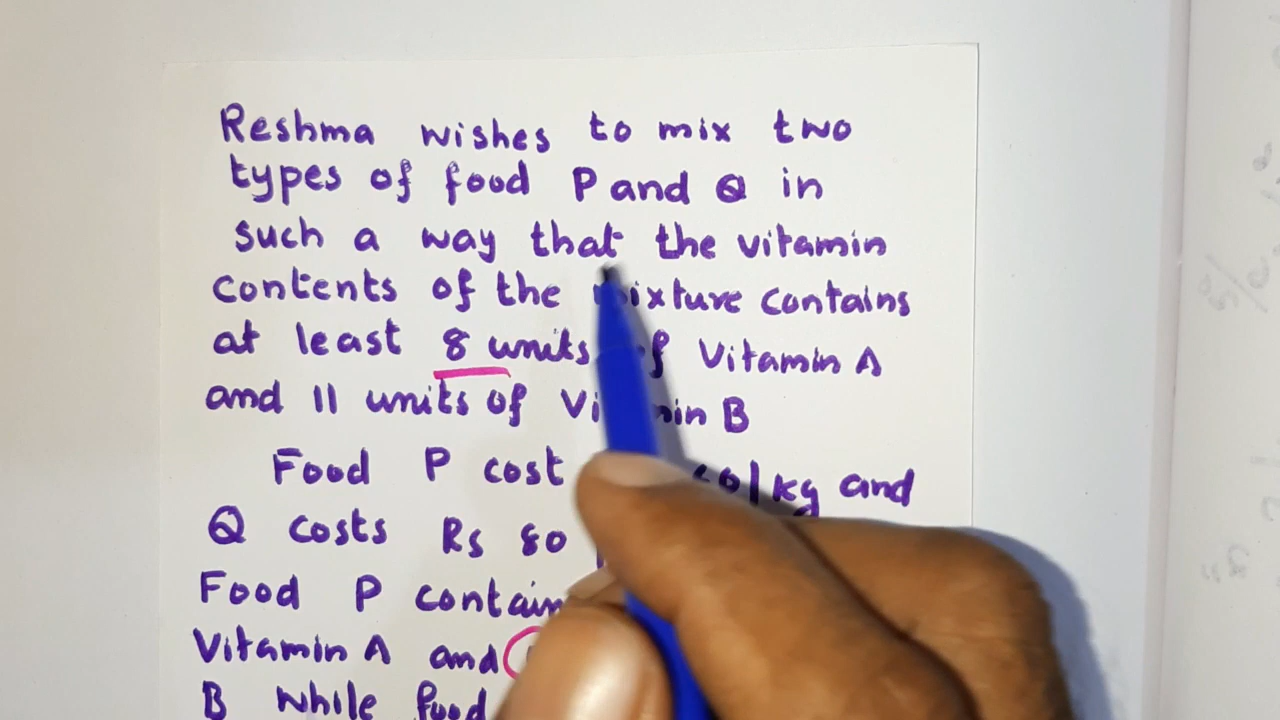 Reshma wishes to mix two
types of food P and Q in
such a way that the vitamin
contents of the mixture contains
at least 8 units of Vitamin A
and 11 units of Vitamin B
Food P cost 60/kg and
Q costs Rs 80
Food P contain
Vitamin A and
B while food